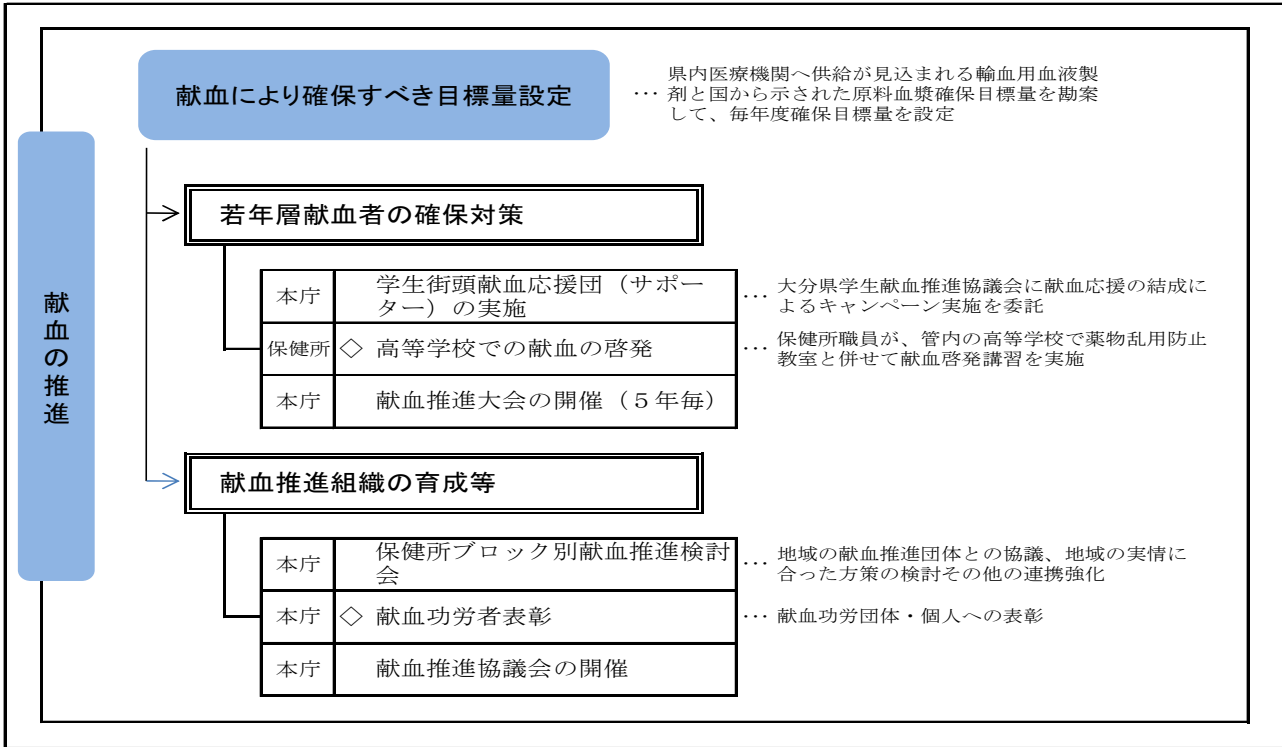 献血の推進
献血により確保すべき目標量設定
県内医療機関へ供給が見込まれる輸血用血液製
… 剤と国から示された原料血漿確保目標量を勘案
して、毎年度確保目標量を設定
若年層献血者の確保対策
本庁
学生街頭献血応援団（サポー
ター）の実施
… 大分県学生献血推進協議会に献血応援の結成に
よるキャンペーン実施を委託
保健所
◇ 高等学校での献血の啓発
… 保健所職員が、管内の高等学校で薬物乱用防止
教室と併せて献血啓発講習を実施
本庁
献血推進大会の開催（５年毎）
献血推進組織の育成等
本庁
保健所ブロック別献血推進検討
会
… 地域の献血推進団体との協議、地域の実情に
合った方策の検討その他の連携強化
本庁
◇ 献血功労者表彰
… 献血功労団体・個人への表彰
本庁
献血推進協議会の開催